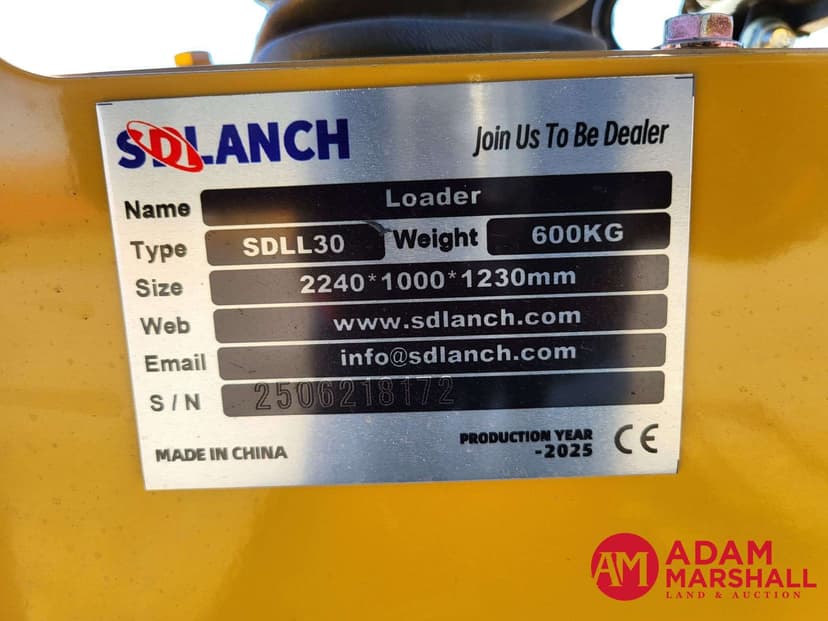 SDLANCH Join Us To Be Dealer
Name Loader
Type SDLL30 Weight 600KG
Size 2240*1000*1230mm
Web www.sdlanch.com
Email info@sdlanch.com
S/N 2506218172
MADE IN CHINA PRODUCTION YEAR
-2025 CE
AM ADAM
MARSHALL
LAND & AUCTION